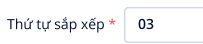 Thứ tự sắp xếp * 03